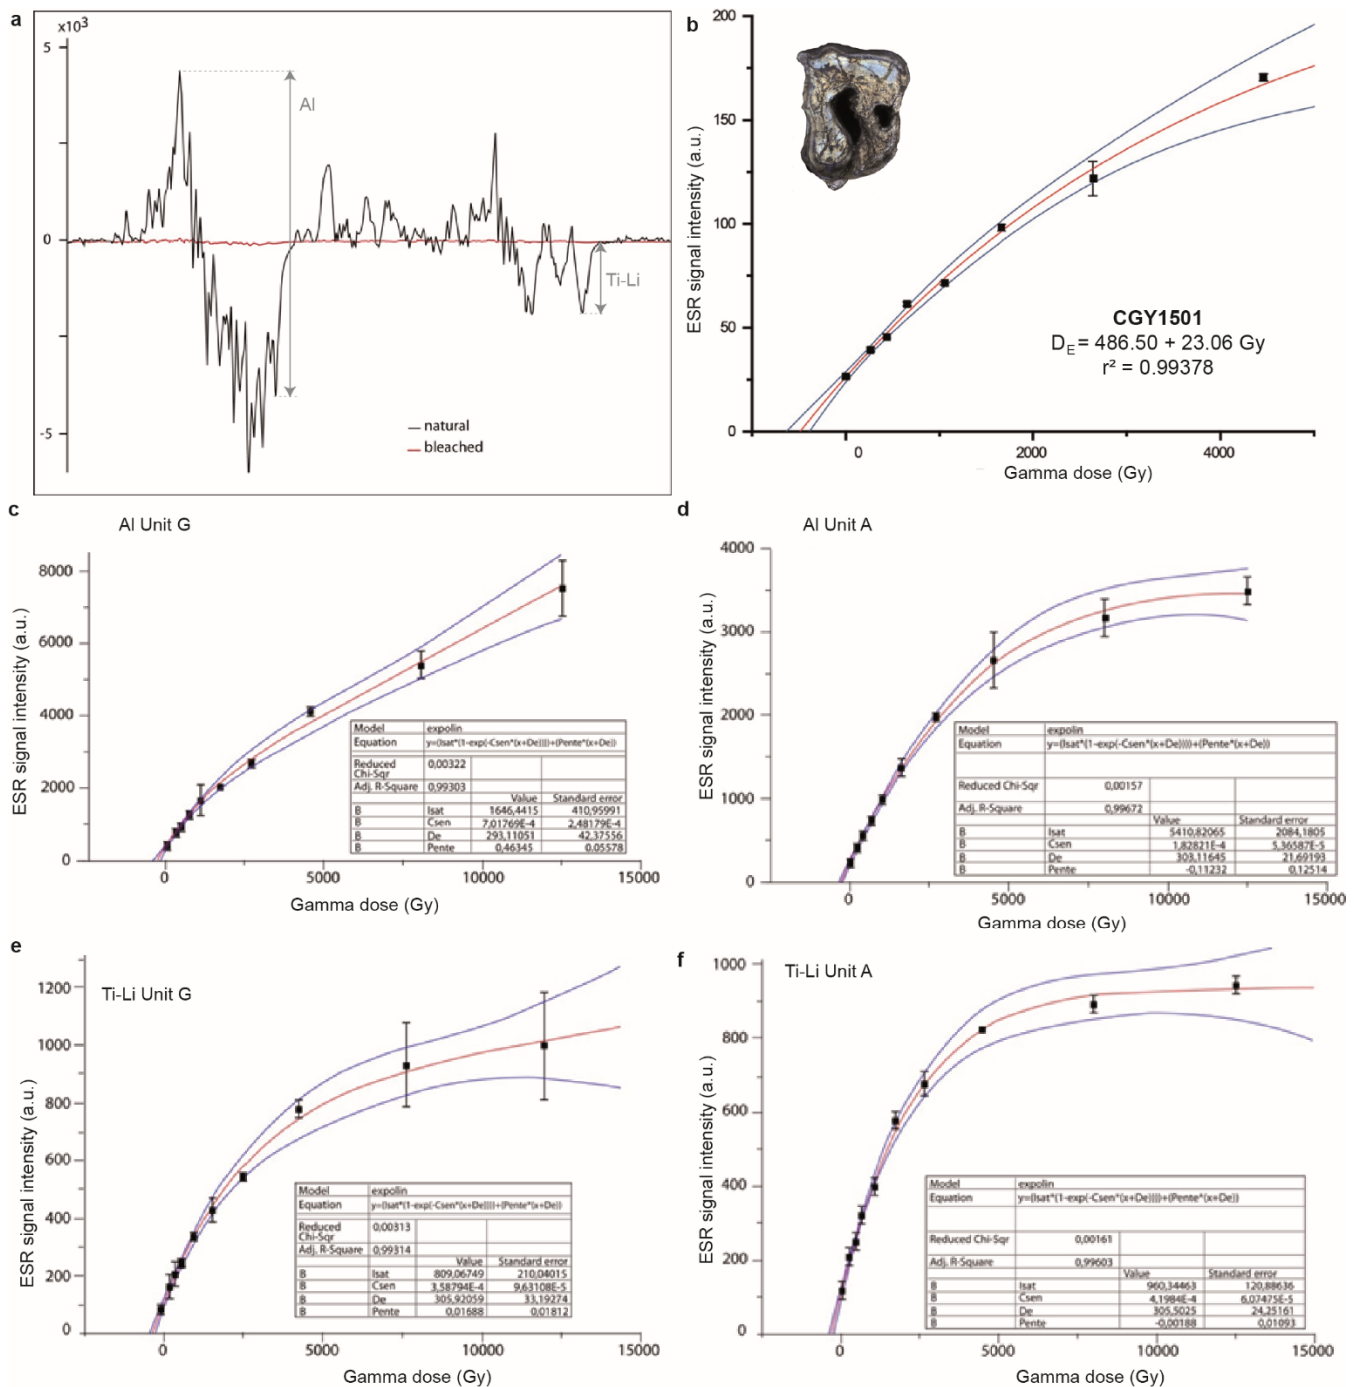 a
x10³
5
0
-5
Al
Ti-Li
natural
bleached
b
ESR signal intensity (a.u.)
200
150
100
50
0
0
2000
4000
Gamma dose (Gy)
CGY1501
D_E = 486.50 + 23.06 Gy
r² = 0.99378
c
Al Unit G
ESR signal intensity (a.u.)
8000
6000
4000
2000
0
0
5000
10000
15000
Gamma dose (Gy)
Model expolin
Equation y=(Isat*(1-exp(-Csen*(x+De))))+(Pente*(x+De))
Reduced Chi-Sqr 0,00322
Adj. R-Square 0,99303
Value Standard error
B Isat 1646,4415 410,95991
B Csen 7,01769E-4 2,48179E-4
B De 293,11051 42,37556
B Pente 0,46345 0,05578
d
Al Unit A
ESR signal intensity (a.u.)
4000
3000
2000
1000
0
0
5000
10000
15000
Gamma dose (Gy)
Model expolin
Equation y=(Isat*(1-exp(-Csen*(x+De))))+(Pente*(x+De))
Reduced Chi-Sqr 0,00157
Adj. R-Square 0,99672
Value Standard error
B Isat 5410,82065 2084,1805
B Csen 1,82821E-4 5,36587E-5
B De 303,11645 21,69193
B Pente -0,11232 0,12514
e
Ti-Li Unit G
ESR signal intensity (a.u.)
1200
1000
800
600
400
200
0
0
5000
10000
15000
Gamma dose (Gy)
Model expolin
Equation y=(Isat*(1-exp(-Csen*(x+De))))+(Pente*(x+De))
Reduced Chi-Sqr 0,00313
Adj. R-Square 0,99314
Value Standard error
B Isat 809,06749 210,04015
B Csen 3,58794E-4 9,63108E-5
B De 305,92059 33,19274
B Pente 0,01688 0,01812
f
Ti-Li Unit A
ESR signal intensity (a.u.)
1000
800
600
400
200
0
0
5000
10000
15000
Gamma dose (Gy)
Model expolin
Equation y=(Isat*(1-exp(-Csen*(x+De))))+(Pente*(x+De))
Reduced Chi-Sqr 0,00161
Adj. R-Square 0,99603
Value Standard error
B Isat 960,34463 120,88636
B Csen 4,1984E-4 6,07475E-5
B De 305,5025 24,25161
B Pente -0,00188 0,01093